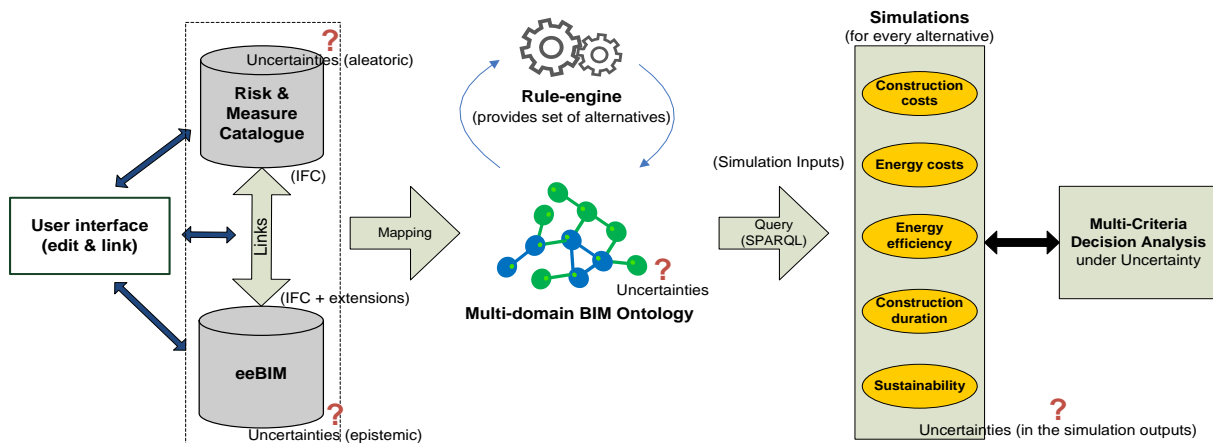 User interface
(edit & link)
?
Uncertainties (aleatoric)
Risk &
Measure
Catalogue
(IFC)
Links
(IFC + extensions)
eeBIM
?
Uncertainties (epistemic)
Mapping
Rule-engine
(provides set of alternatives)
?
Uncertainties
Multi-domain BIM Ontology
(Simulation Inputs)
Query
(SPARQL)
Simulations
(for every alternative)
Construction
costs
Energy costs
Energy
efficiency
Construction
duration
Sustainability
?
Uncertainties (in the simulation outputs)
Multi-Criteria
Decision Analysis
under Uncertainty